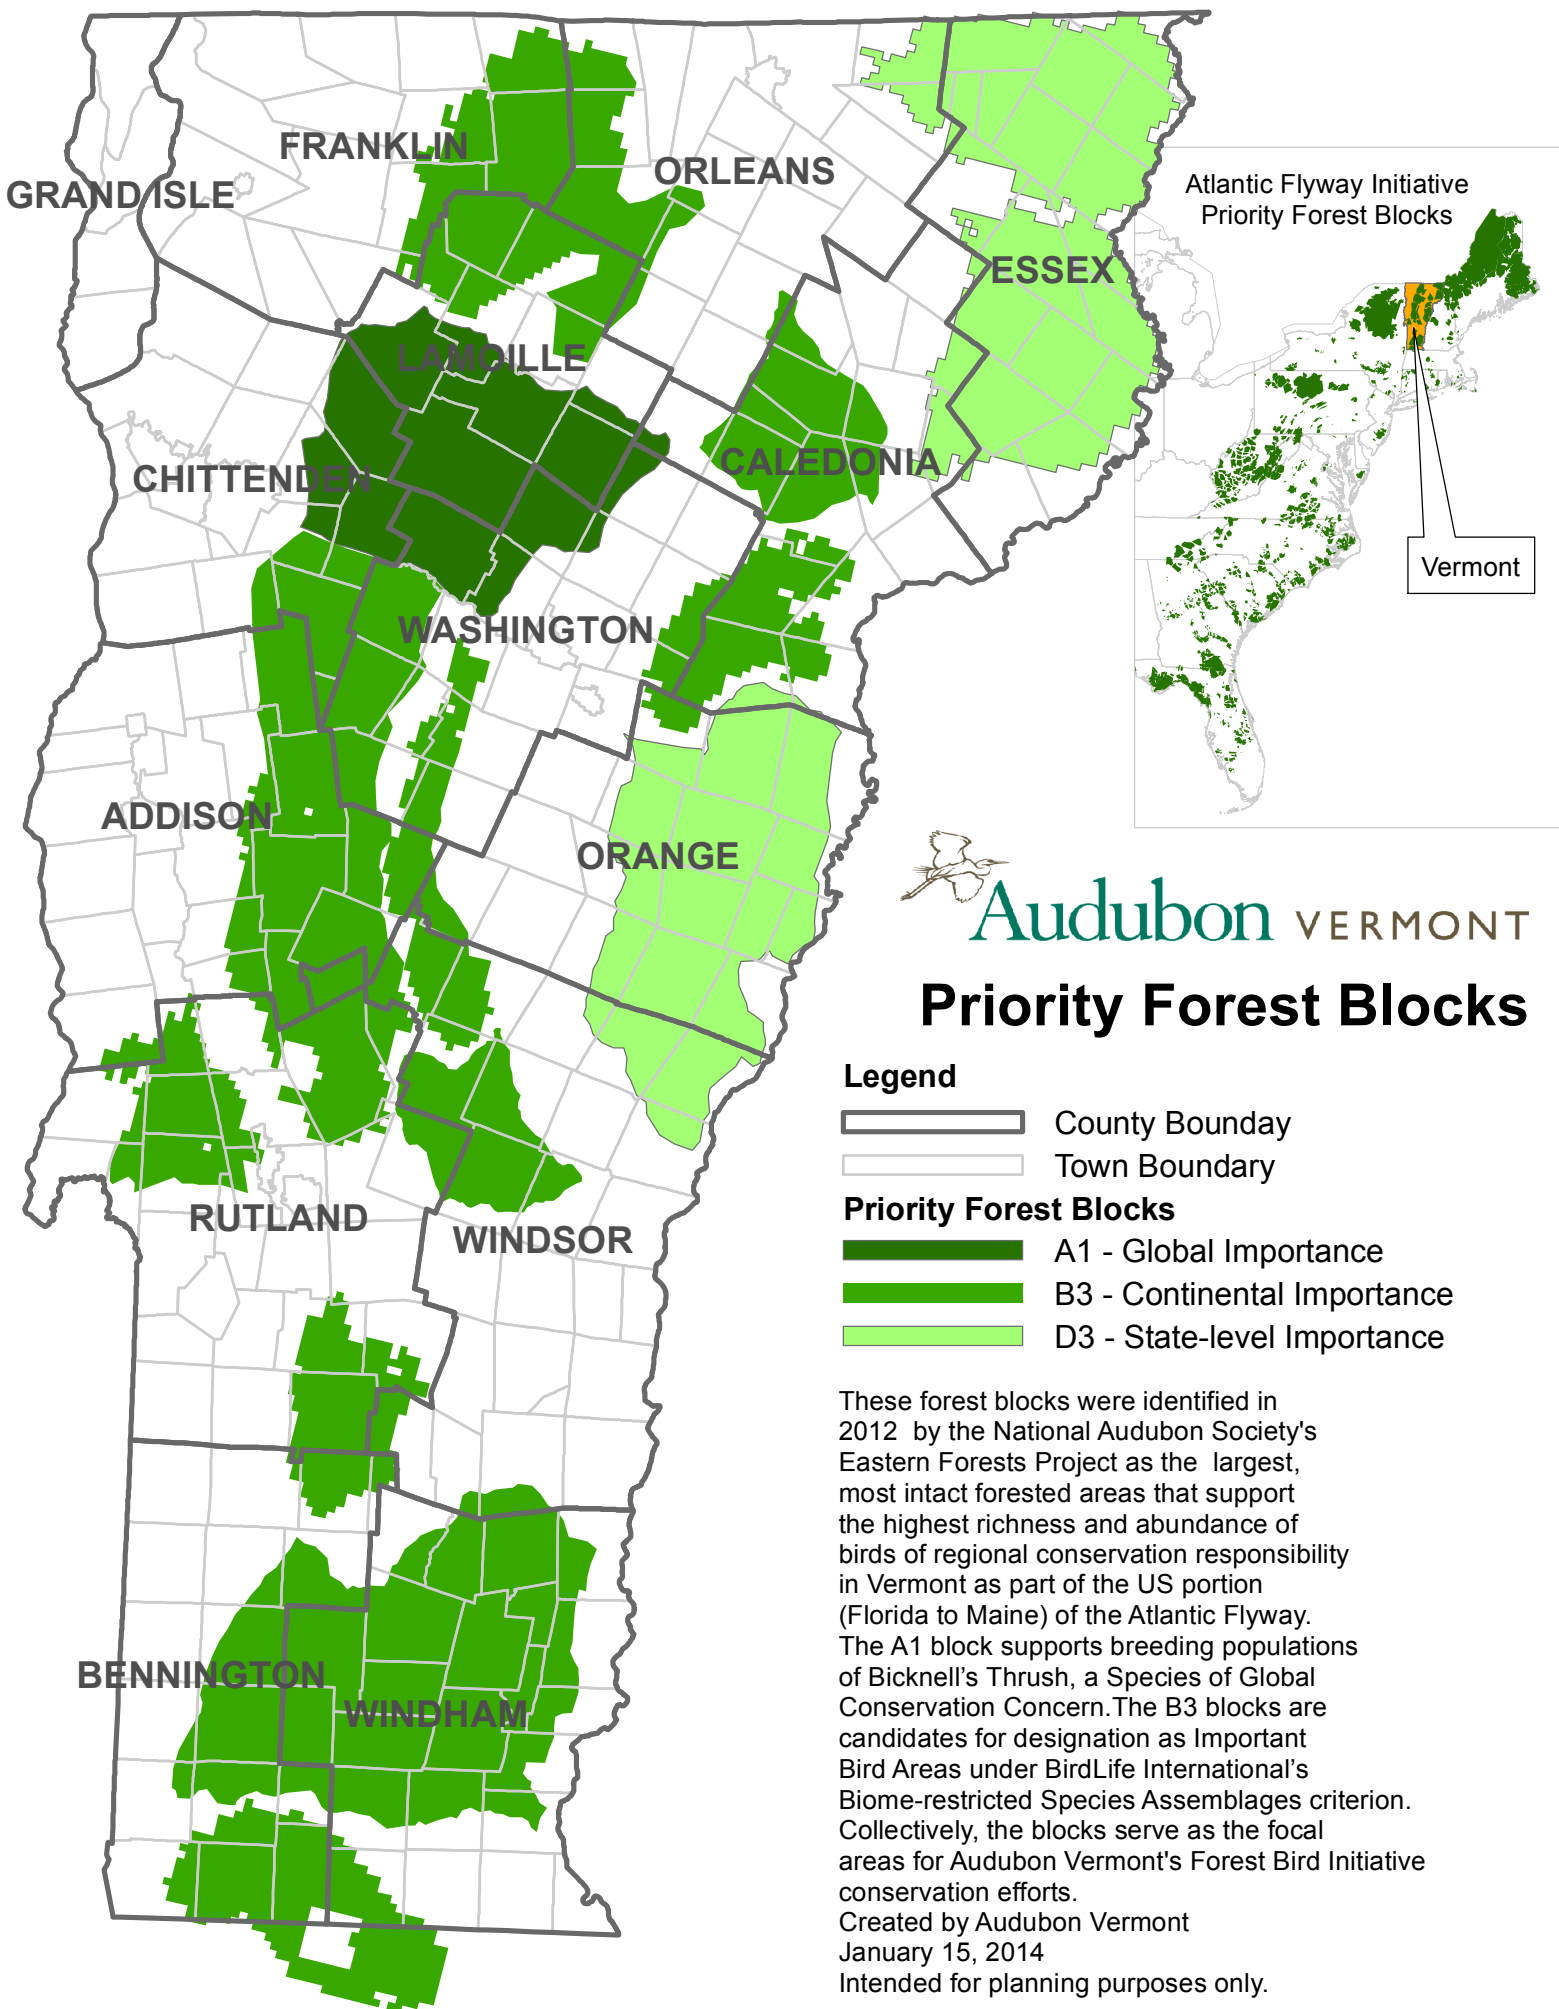 FRANKLIN
ORLEANS
GRAND ISLE
ESSEX
LAMOILLE
CALEDONIA
CHITTENDEN
WASHINGTON
ADDISON
ORANGE
RUTLAND
WINDSOR
BENNINGTON
WINDHAM
Atlantic Flyway Initiative
Priority Forest Blocks
Vermont
Audubon VERMONT
Priority Forest Blocks
Legend
County Bounday
Town Boundary
Priority Forest Blocks
A1 - Global Importance
B3 - Continental Importance
D3 - State-level Importance
These forest blocks were identified in
2012  by the National Audubon Society's
Eastern Forests Project as the  largest,
most intact forested areas that support
the highest richness and abundance of
birds of regional conservation responsibility
in Vermont as part of the US portion
(Florida to Maine) of the Atlantic Flyway.
The A1 block supports breeding populations
of Bicknell’s Thrush, a Species of Global
Conservation Concern.The B3 blocks are
candidates for designation as Important
Bird Areas under BirdLife International’s
Biome-restricted Species Assemblages criterion.
Collectively, the blocks serve as the focal
areas for Audubon Vermont's Forest Bird Initiative
conservation efforts.
Created by Audubon Vermont
January 15, 2014
Intended for planning purposes only.